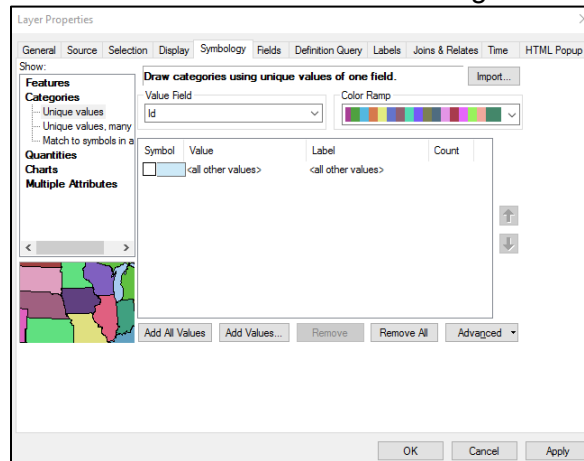 Layer Properties
General Source Selection Display Symbology Fields Definition Query Labels Joins & Relates Time HTML Popup
Show:
Features
Categories
Unique values
Unique values, many
Match to symbols in a
Quantities
Charts
Multiple Attributes
Draw categories using unique values of one field.
Import...
Value Field
Color Ramp
Id
Symbol Value Label Count
<all other values> <all other values>
Add All Values Add Values... Remove Remove All Advanced
OK Cancel Apply